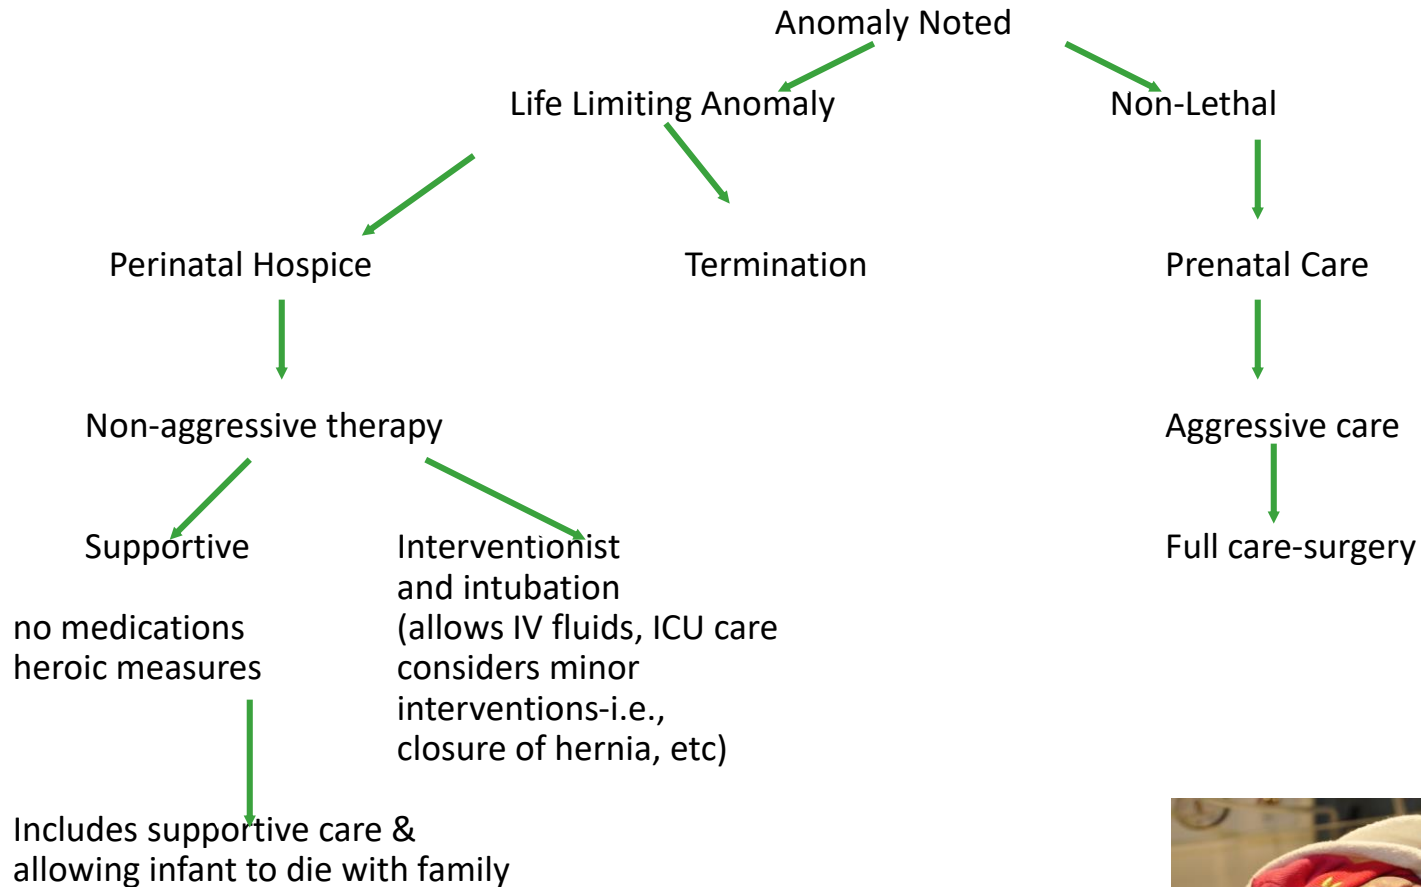 Anomaly Noted
Life Limiting Anomaly
Non-Lethal
Perinatal Hospice
Termination
Prenatal Care
Non-aggressive therapy
Aggressive care
Supportive
no medications
heroic measures
Interventionist
and intubation
(allows IV fluids, ICU care
considers minor
interventions-i.e.,
closure of hernia, etc)
Full care-surgery
Includes supportive care &
allowing infant to die with family